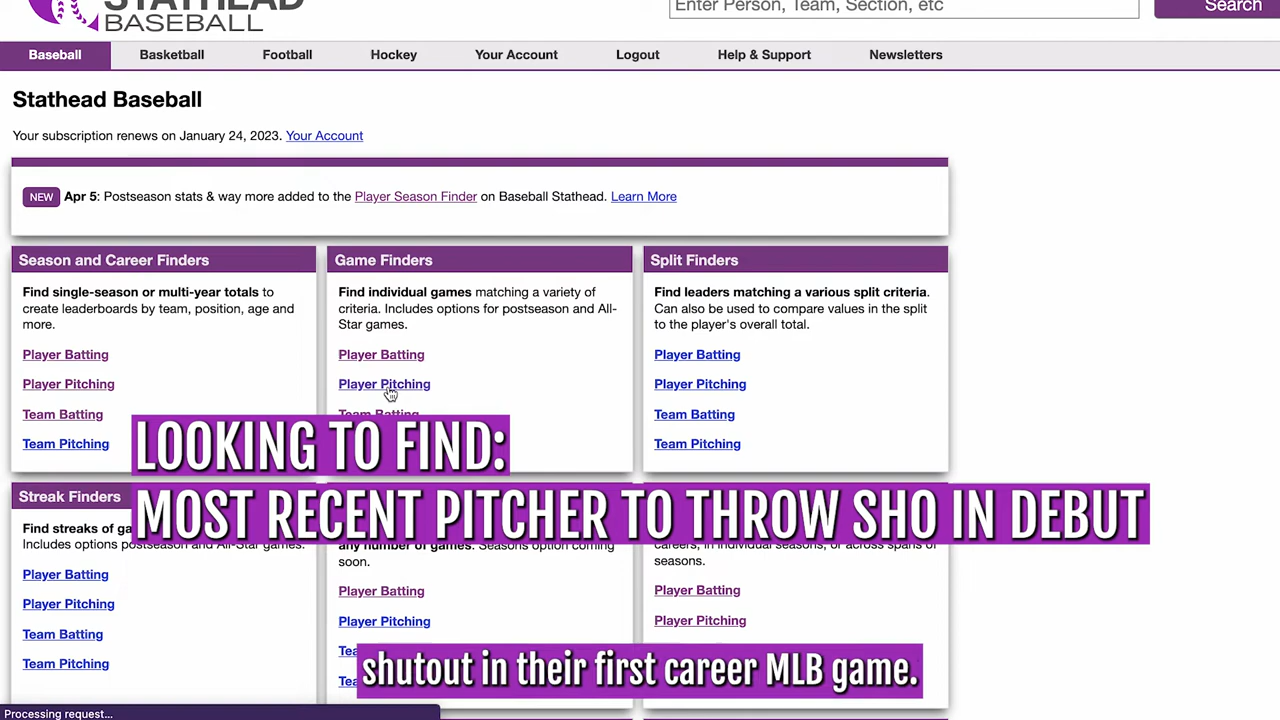 STATHEAD
BASEBALL
Enter Person, Team, Section, etc
Search
Baseball Basketball Football Hockey Your Account Logout Help & Support Newsletters
Stathead Baseball
Your subscription renews on January 24, 2023. Your Account
NEW Apr 5: Postseason stats & way more added to the Player Season Finder on Baseball Stathead. Learn More
Season and Career Finders
Find single-season or multi-year totals to
create leaderboards by team, position, age and
more.
Player Batting
Player Pitching
Team Batting
Team Pitching
Game Finders
Find individual games matching a variety of
criteria. Includes options for postseason and All-
Star games.
Player Batting
Player Pitching
Team Batting
Split Finders
Find leaders matching a various split criteria.
Can also be used to compare values in the split
to the player's overall total.
Player Batting
Player Pitching
Team Batting
Team Pitching
LOOKING TO FIND:
MOST RECENT PITCHER TO THROW SHO IN DEBUT
Streak Finders
Find streaks of ga
Includes options postseason and All-Star games.
Player Batting
Player Pitching
Team Batting
Team Pitching
any number of games. Seasons option coming
soon.
Player Batting
Player Pitching
careers, in individual seasons, or across spans of
seasons.
Player Batting
Player Pitching
shutout in their first career MLB game.
Processing request...